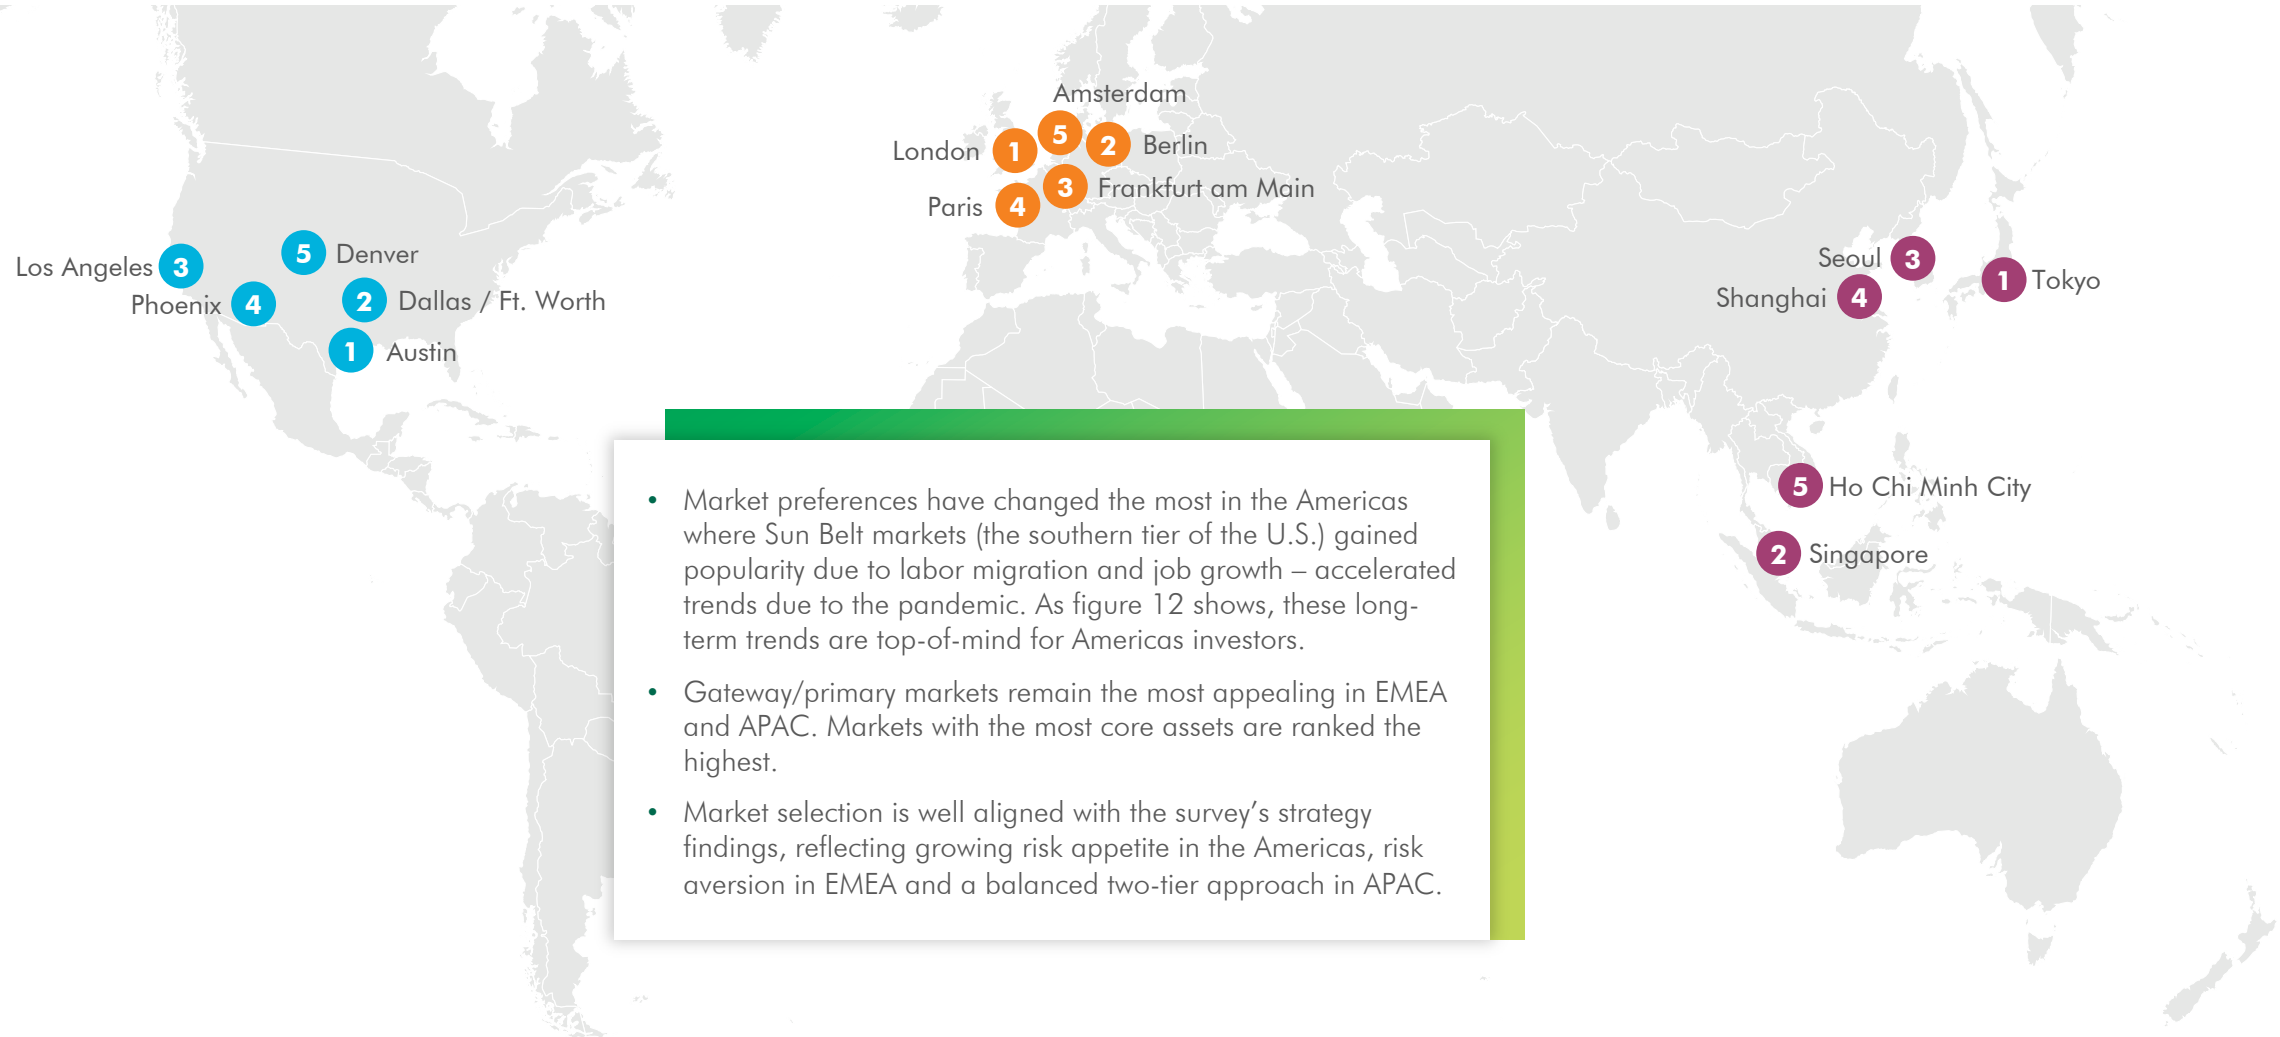 Amsterdam
5
London 1
2 Berlin
3 Frankfurt am Main
Paris 4
5 Denver
Los Angeles 3
Phoenix 4
2 Dallas / Ft. Worth
1 Austin
Seoul 3
1 Tokyo
Shanghai 4
5 Ho Chi Minh City
2 Singapore
• Market preferences have changed the most in the Americas
where Sun Belt markets (the southern tier of the U.S.) gained
popularity due to labor migration and job growth – accelerated
trends due to the pandemic. As figure 12 shows, these long-
term trends are top-of-mind for Americas investors.
• Gateway/primary markets remain the most appealing in EMEA
and APAC. Markets with the most core assets are ranked the
highest.
• Market selection is well aligned with the survey’s strategy
findings, reflecting growing risk appetite in the Americas, risk
aversion in EMEA and a balanced two-tier approach in APAC.